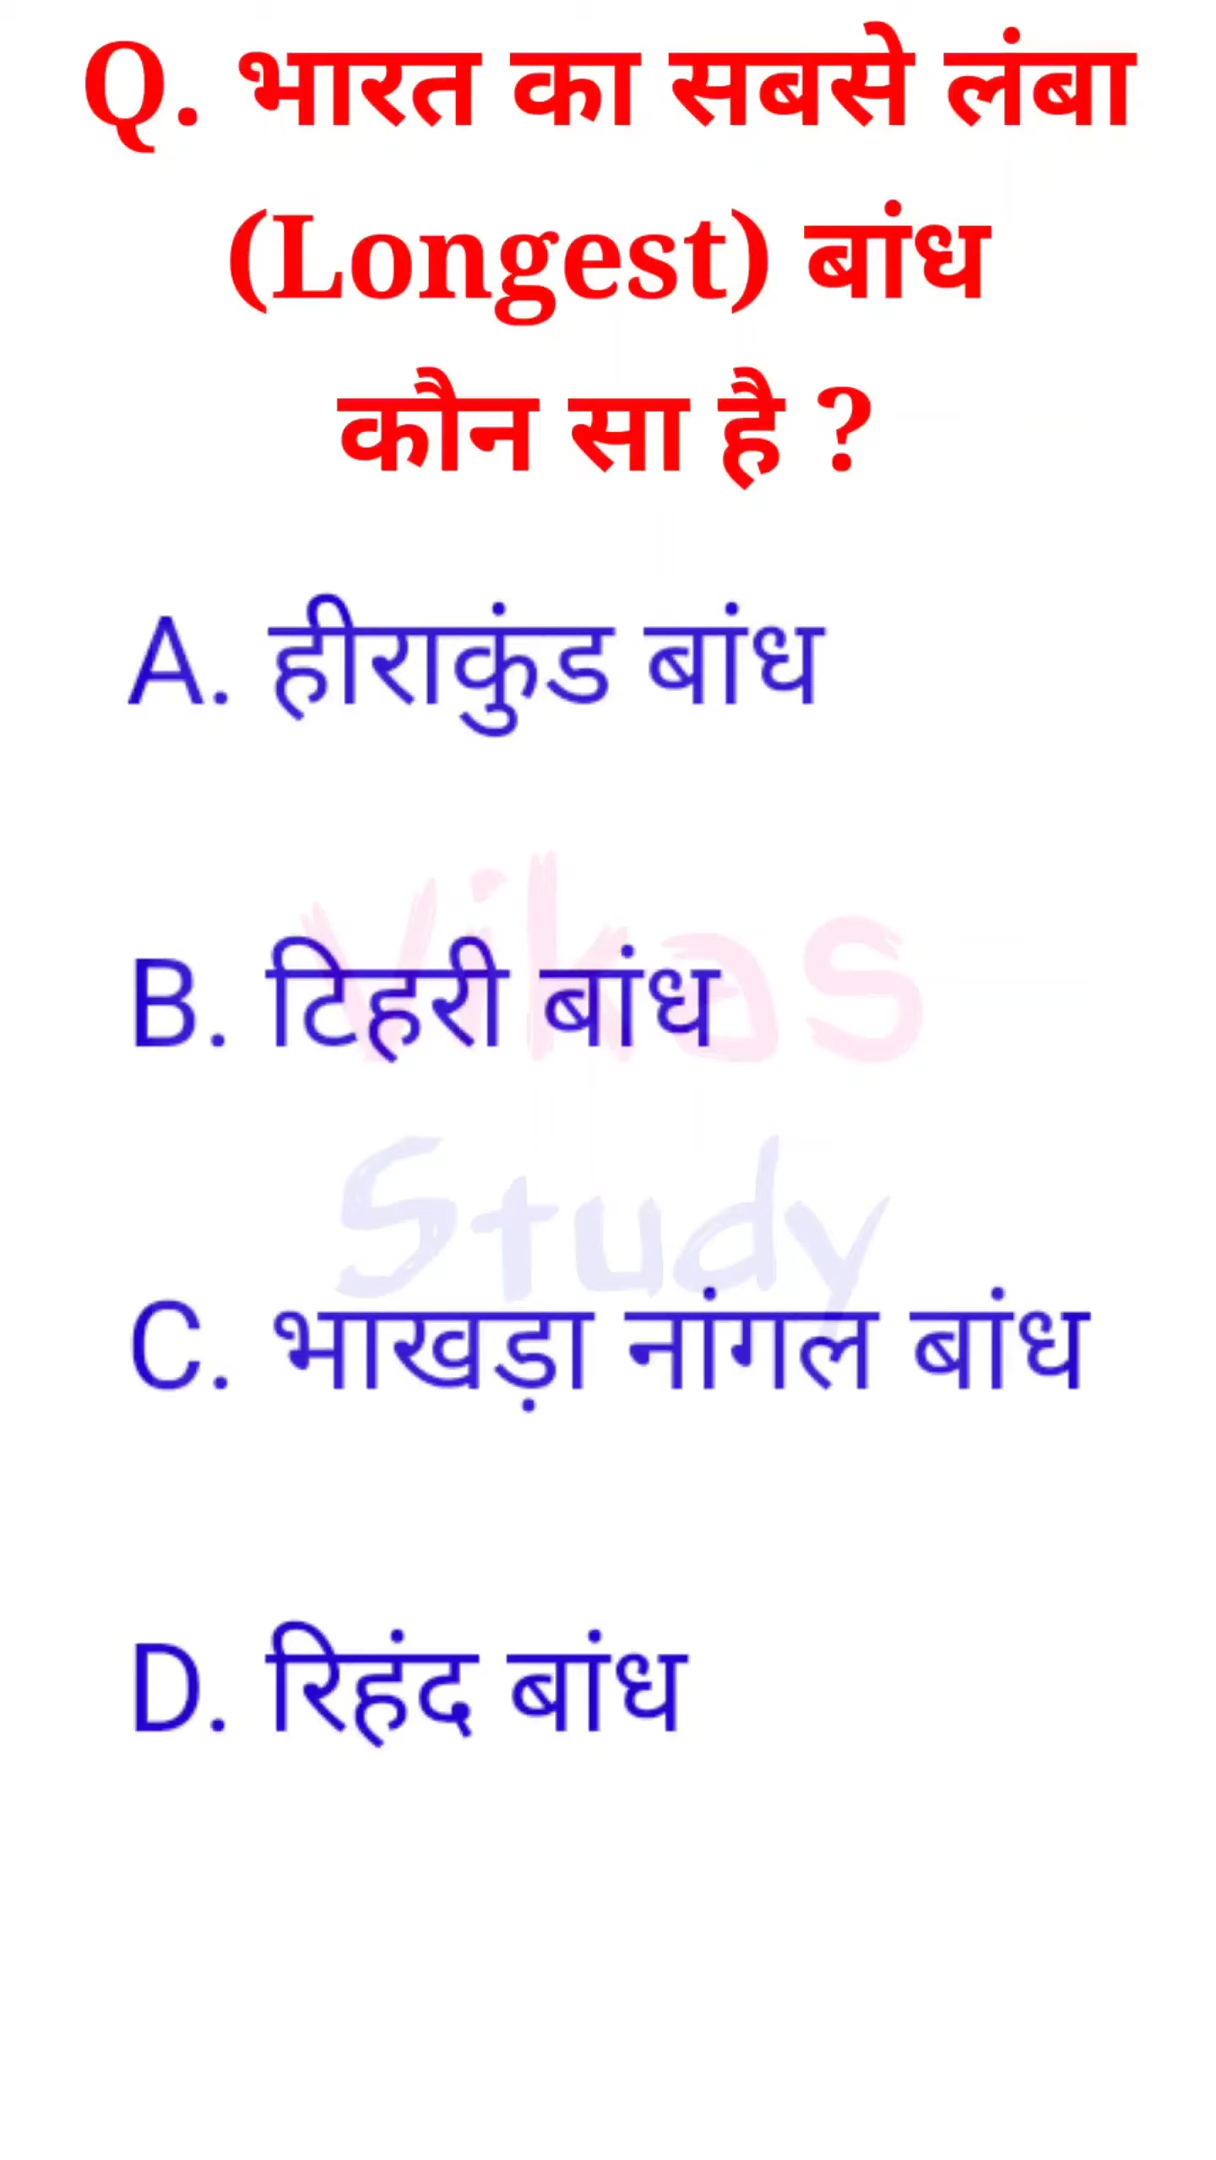 Q. भारत का सबसे लंबा
(Longest) बांध
कौन सा है ?
A. हीराकुंड बांध
B. टिहरी बांध
C. भाखड़ा नांगल बांध
D. रिहंद बांध
Vikas
Study